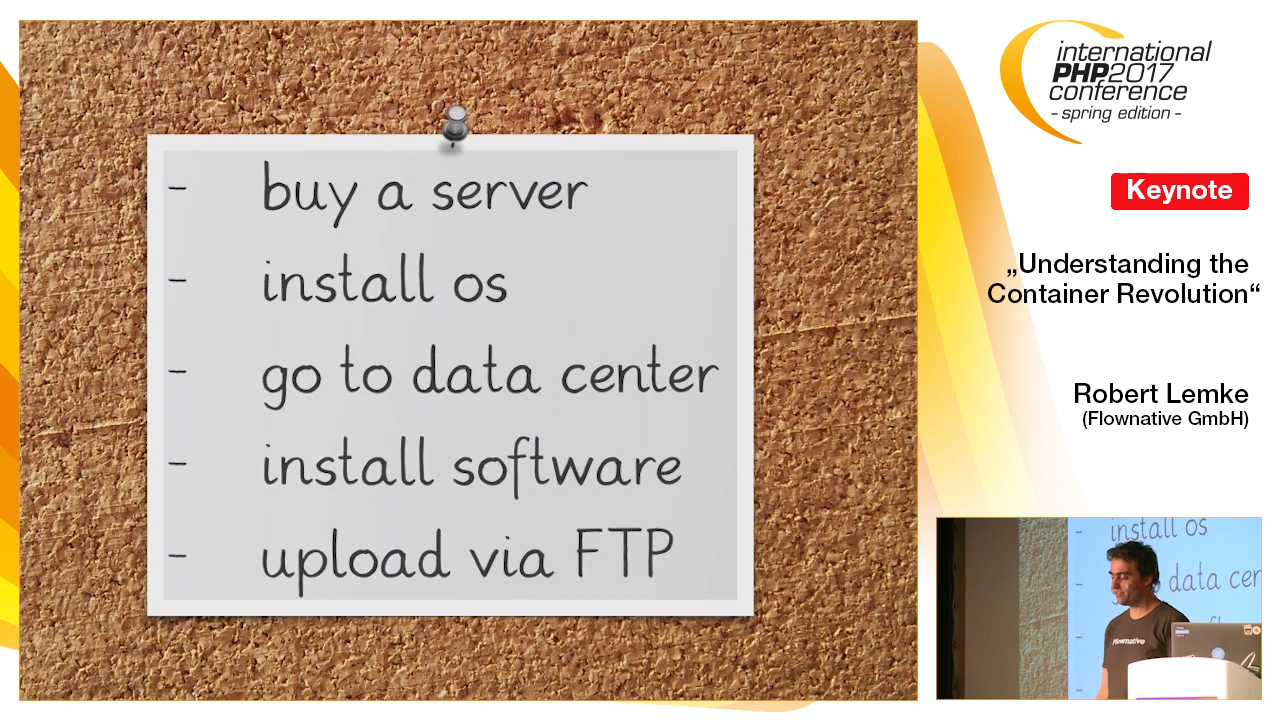 - buy a server
- install os
- go to data center
- install software
- upload via FTP
international
PHP2017
conference
- spring edition -
Keynote
„Understanding the
Container Revolution“
Robert Lemke
(Flownative GmbH)
install os
data cen
Flownative